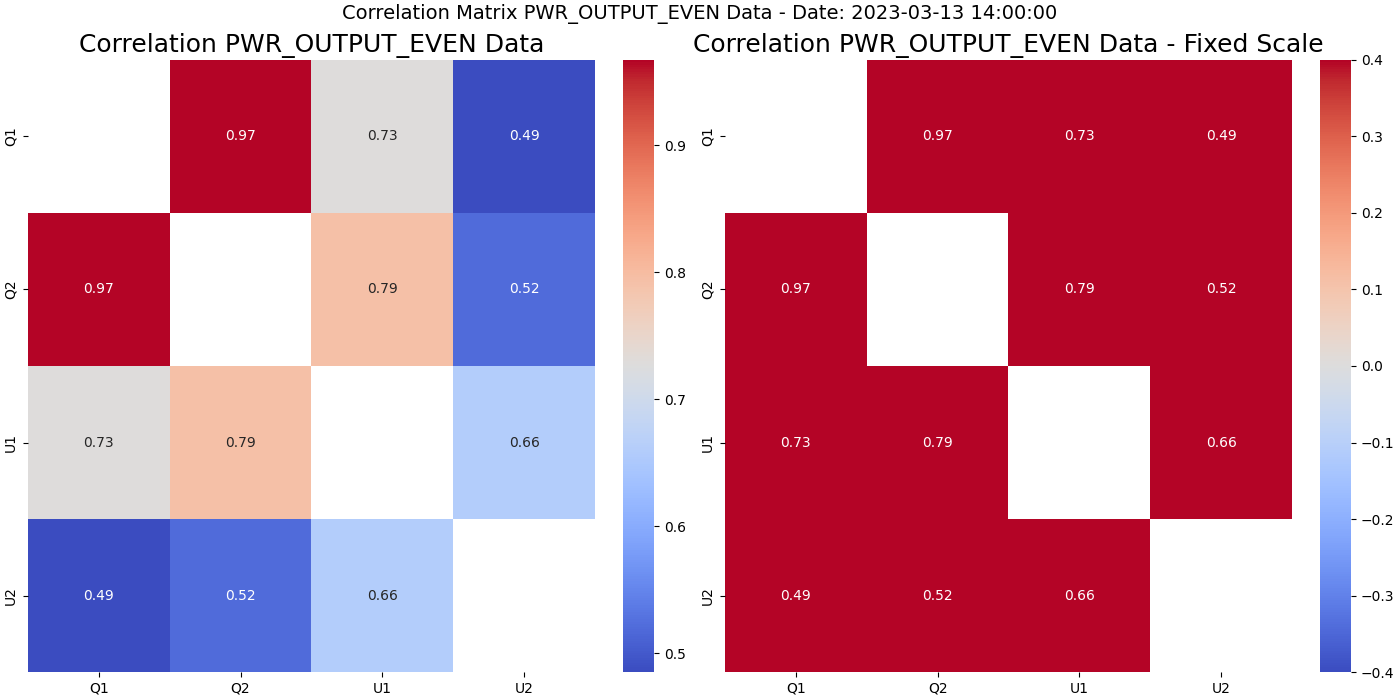 Correlation Matrix PWR_OUTPUT_EVEN Data - Date: 2023-03-13 14:00:00
Correlation PWR_OUTPUT_EVEN Data
Q1
0.97
0.73
0.49
Q2
0.97
0.79
0.52
U1
0.73
0.79
0.66
U2
0.49
0.52
0.66
Q1
Q2
U1
U2
0.9
0.8
0.7
0.6
0.5
Correlation PWR_OUTPUT_EVEN Data - Fixed Scale
Q1
0.97
0.73
0.49
Q2
0.97
0.79
0.52
U1
0.73
0.79
0.66
U2
0.49
0.52
0.66
Q1
Q2
U1
U2
0.4
0.3
0.2
0.1
0.0
−0.1
−0.2
−0.3
−0.4